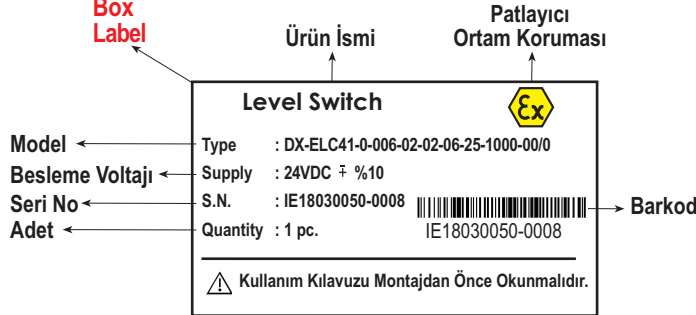 Box
Label
Ürün İsmi
Patlayıcı
Ortam Koruması
Level Switch
Ex
Model
Type : DX-ELC41-0-006-02-02-06-25-1000-00/0
Besleme Voltajı
Supply : 24VDC ∓ %10
Seri No
S.N. : IE18030050-0008
Barkod
Adet
Quantity : 1 pc.
IE18030050-0008
Kullanım Kılavuzu Montajdan Önce Okunmalıdır.